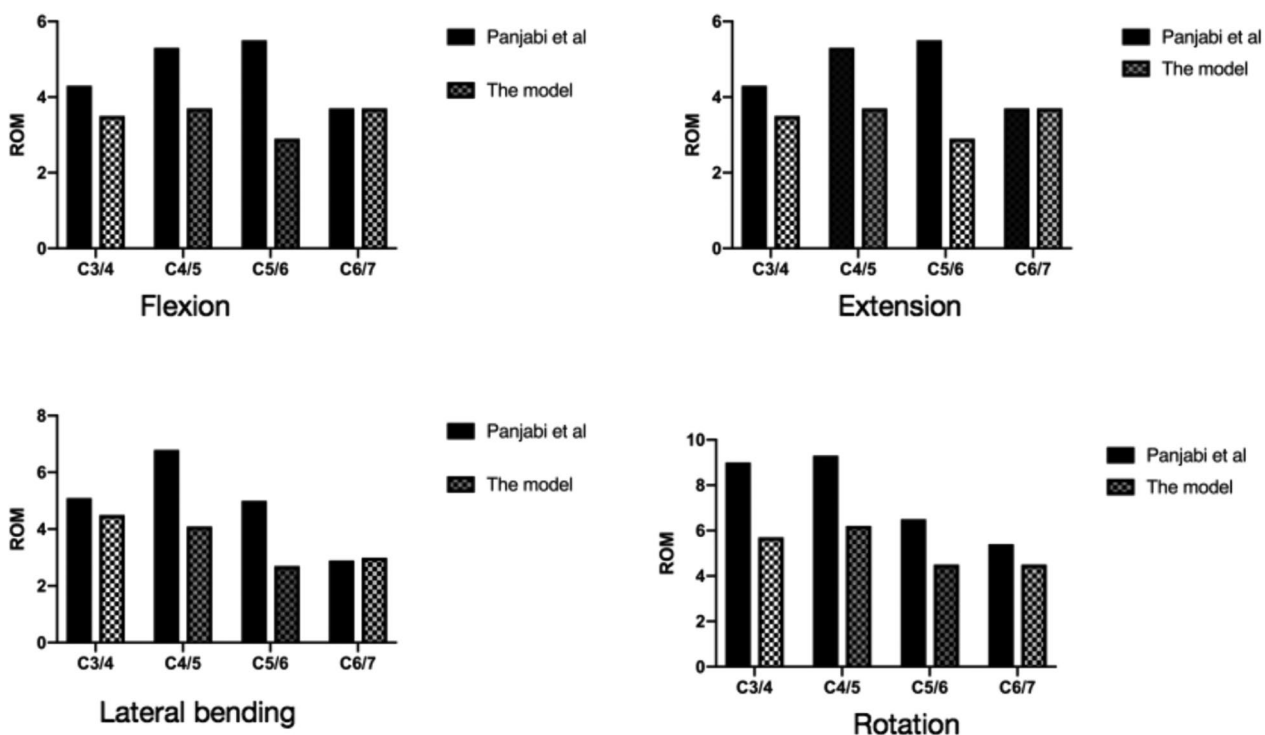 6
4
2
0
ROM
C3/4 C4/5 C5/6 C6/7
Flexion
Panjabi et al
The model
6
4
2
0
ROM
C3/4 C4/5 C5/6 C6/7
Extension
Panjabi et al
The model
8
6
4
2
0
ROM
C3/4 C4/5 C5/6 C6/7
Lateral bending
Panjabi et al
The model
10
8
6
4
2
0
ROM
C3/4 C4/5 C5/6 C6/7
Rotation
Panjabi et al
The model